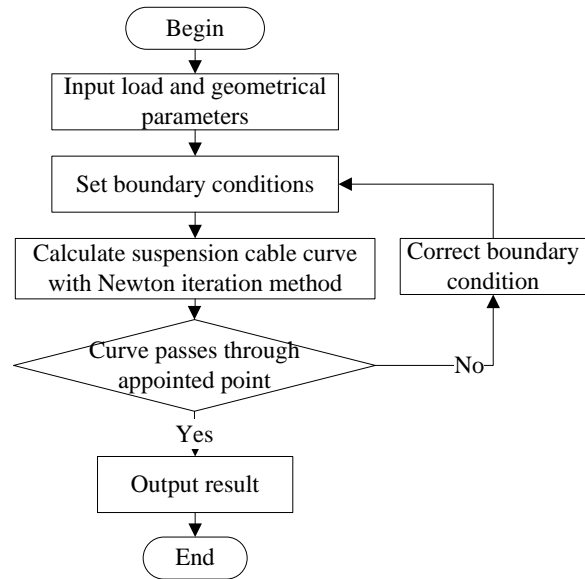 Begin
Input load and geometrical
parameters
Set boundary conditions
Calculate suspension cable curve
with Newton iteration method
Correct boundary
condition
Curve passes through
appointed point
No
Yes
Output result
End